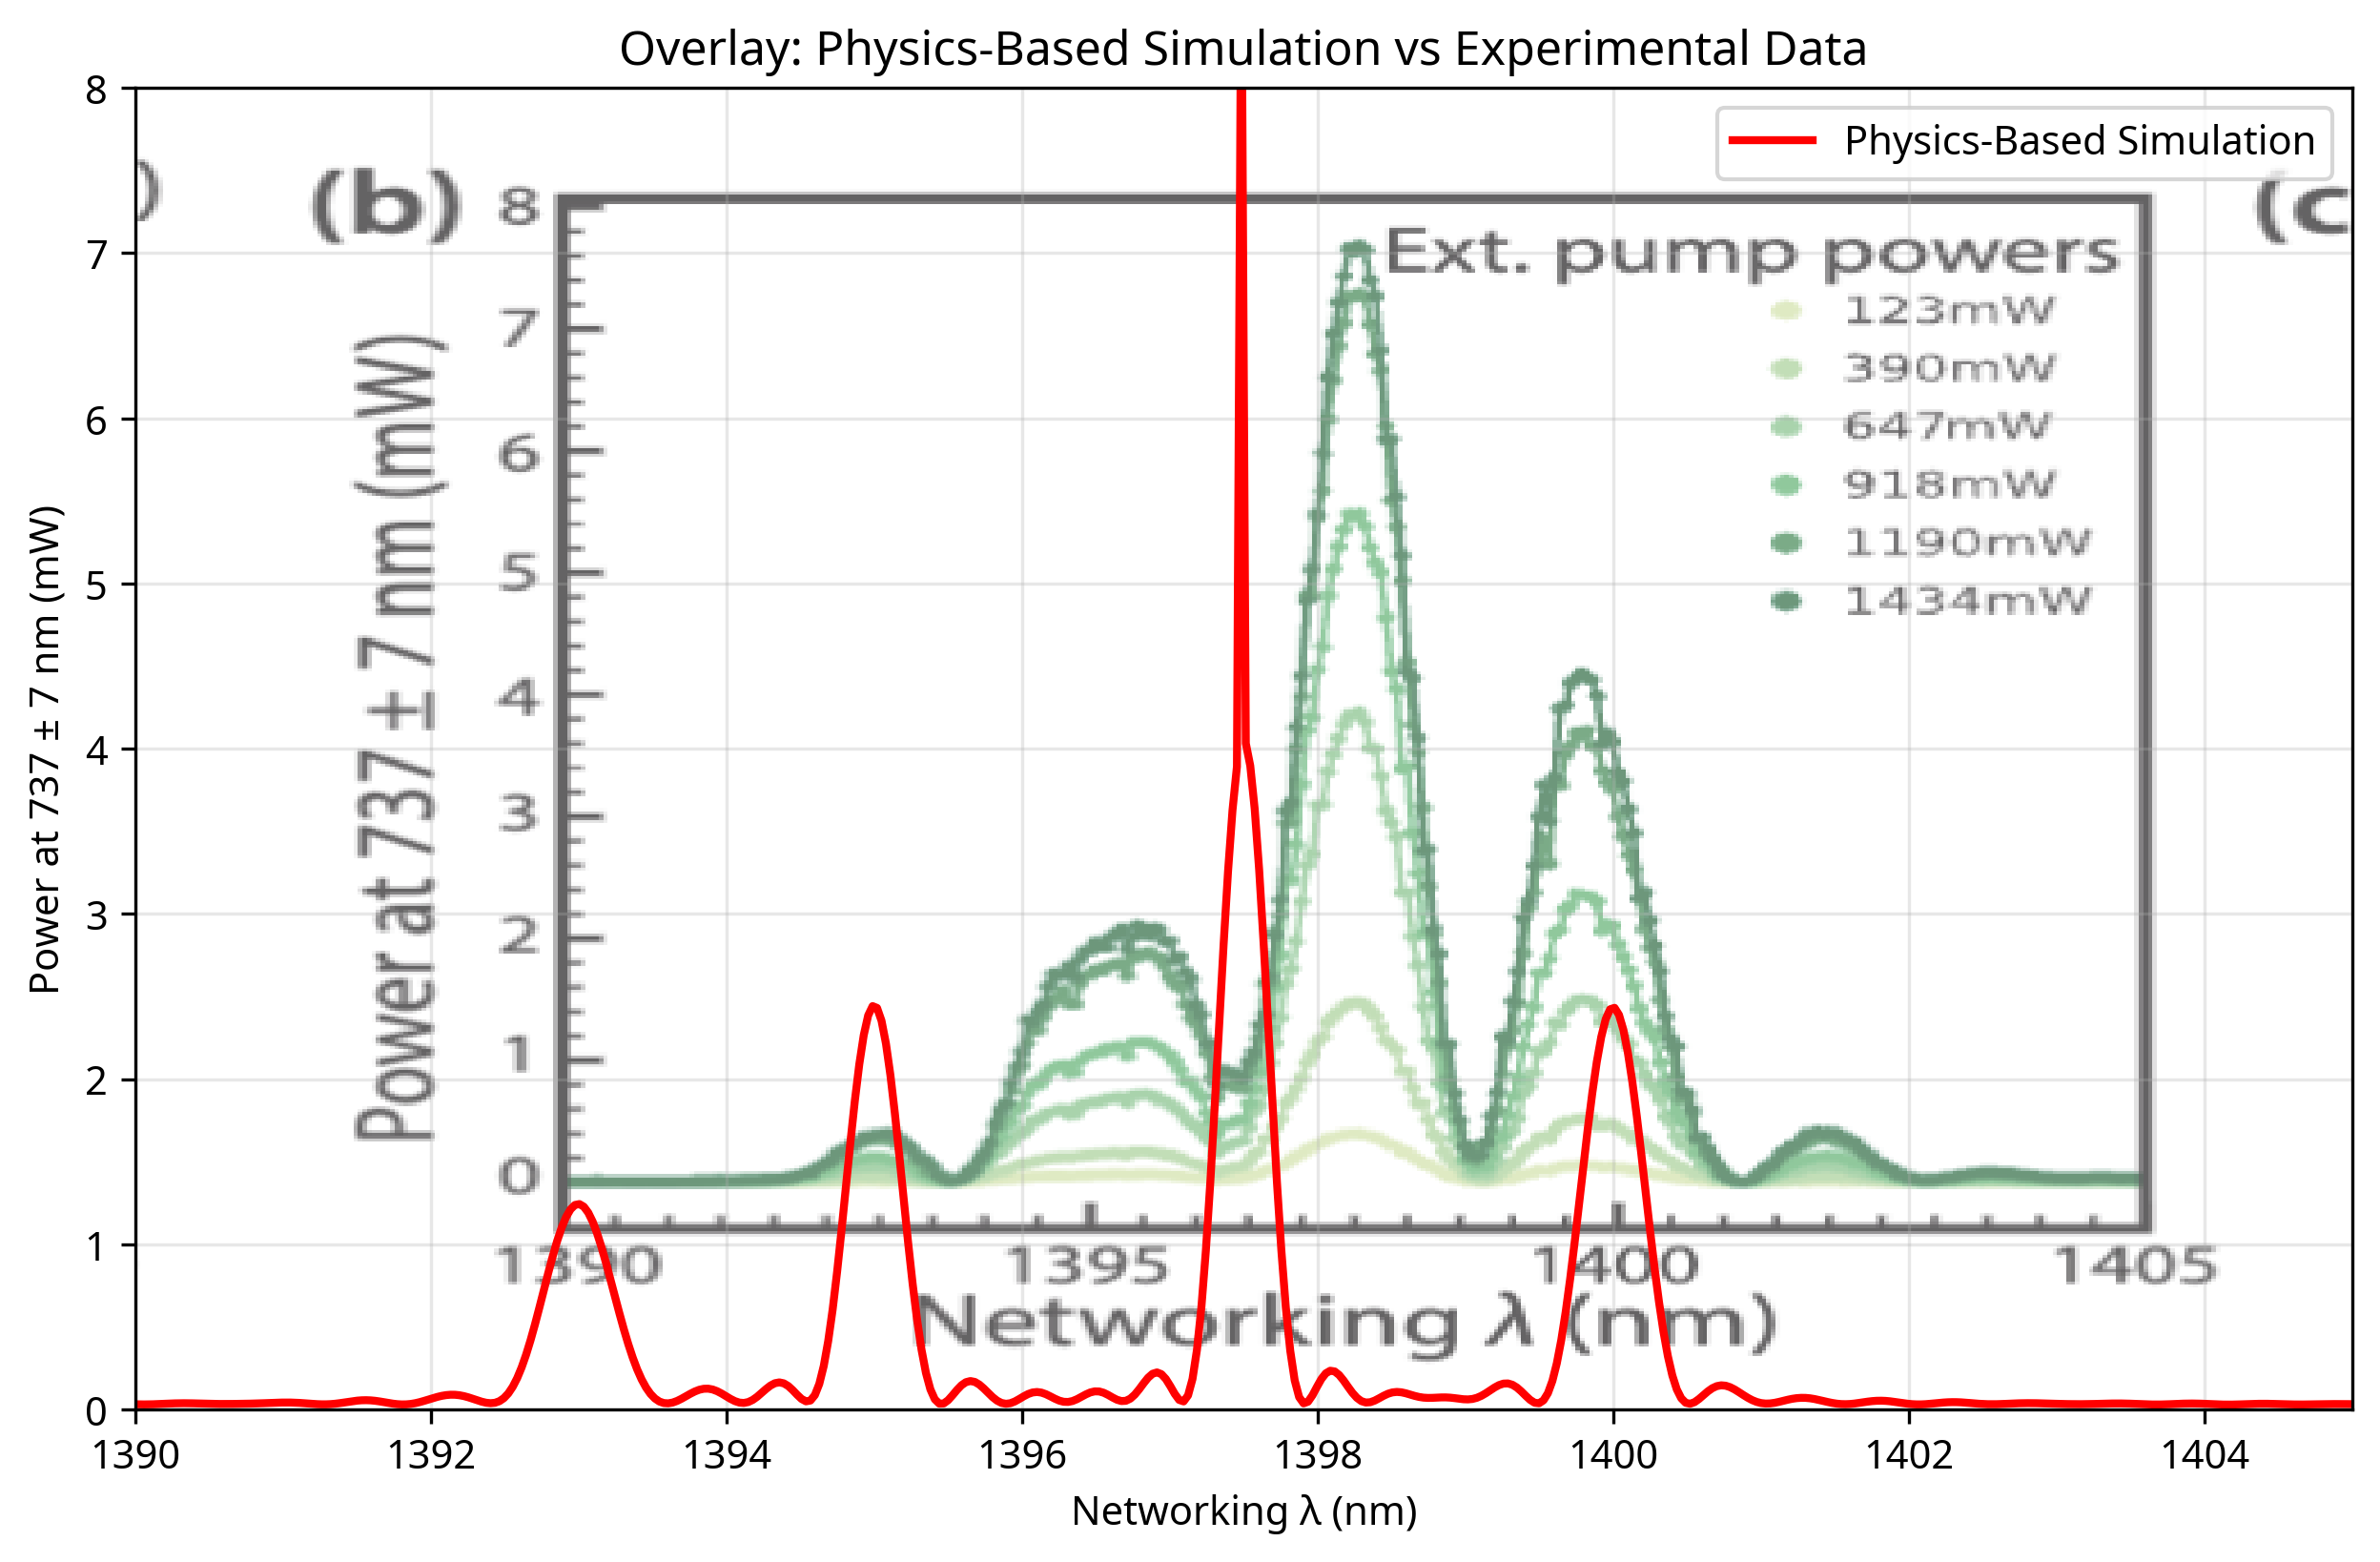 Overlay: Physics-Based Simulation vs Experimental Data
Physics-Based Simulation
Power at 737 ± 7 nm (mW)
8
7
6
5
4
3
2
1
0
)
(b)
(c
Power at 737 ± 7 nm (mW)
8
7
6
5
4
3
2
1
0
Ext. pump powers
123mW
390mW
647mW
918mW
1190mW
1434mW
1390 1395 1400 1405
Networking λ (nm)
1390 1392 1394 1396 1398 1400 1402 1404
Networking λ (nm)